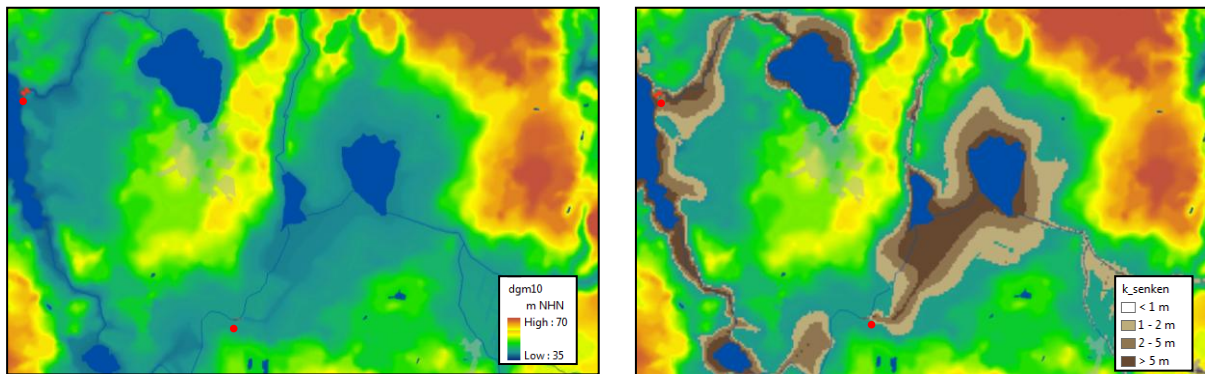 dgm10
m NHN
High : 70
Low : 35
k_senken
< 1 m
1 - 2 m
2 - 5 m
> 5 m